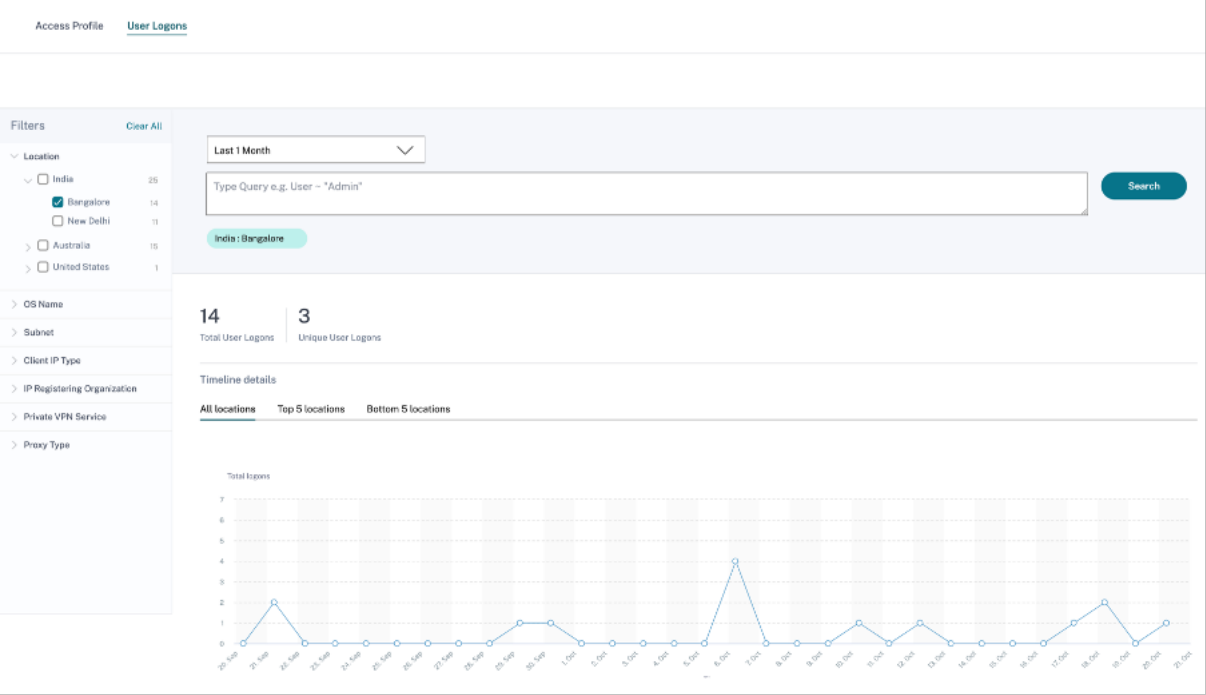 Access Profile
User Logons
Filters
Clear All
Location
India 25
Bangalore 14
New Delhi 11
Australia 15
United States 1
OS Name
Subnet
Client IP Type
IP Registering Organization
Private VPN Service
Proxy Type
Last 1 Month
Type Query e.g. User ~ "Admin"
Search
India : Bangalore
14
Total User Logons
3
Unique User Logons
Timeline details
All locations
Top 5 locations
Bottom 5 locations
Total logons
7
6
5
4
3
2
1
0
20. Sep
21. Sep
22. Sep
23. Sep
24. Sep
25. Sep
26. Sep
27. Sep
28. Sep
29. Sep
30. Sep
1. Oct
2. Oct
3. Oct
4. Oct
5. Oct
6. Oct
7. Oct
8. Oct
9. Oct
10. Oct
11. Oct
12. Oct
13. Oct
14. Oct
15. Oct
16. Oct
17. Oct
18. Oct
19. Oct
20. Oct
21. Oct